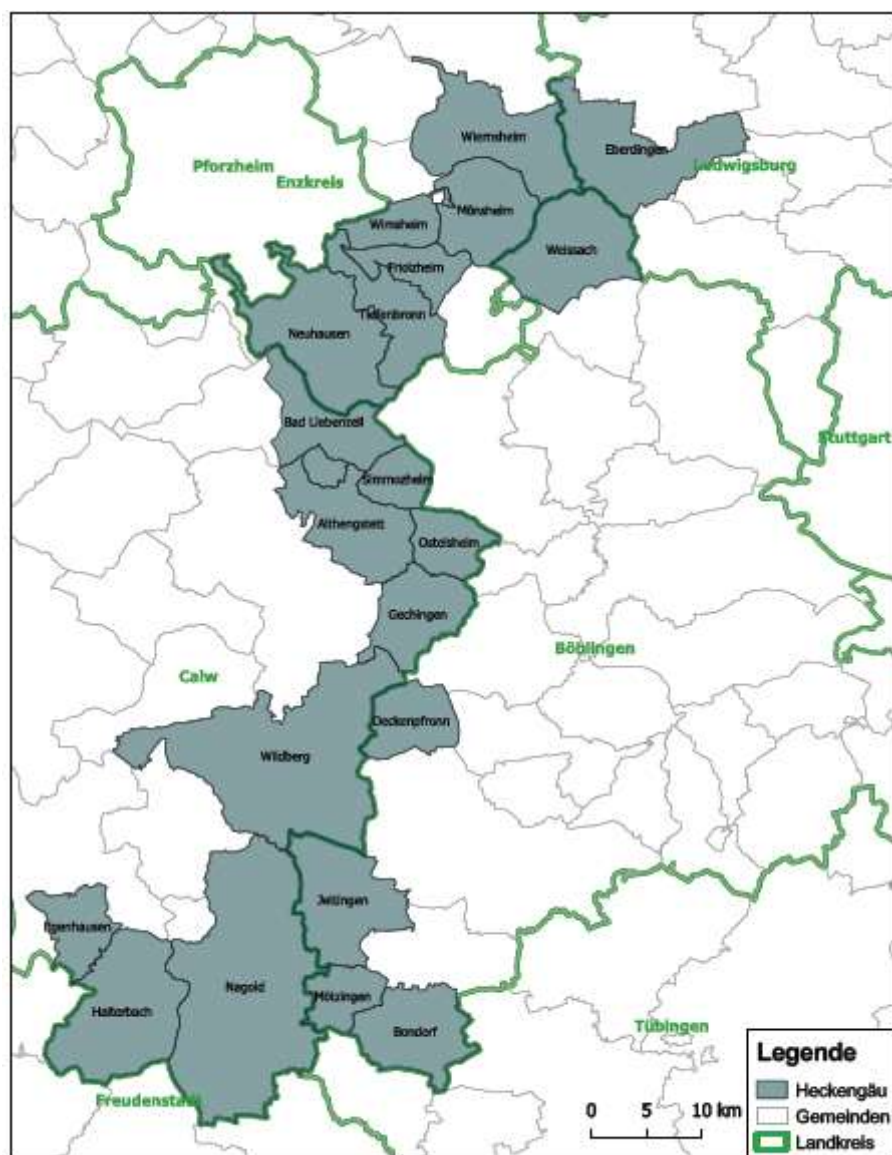 Wiernsheim
Eberdingen
Pforzheim
Enzkreis
Ludwigsburg
Mönsheim
Wimsheim
Weissach
Friolzheim
Tiefenbronn
Neuhausen
Bad Liebenzell
Stuttgart
Simmozheim
Althengstett
Ostelsheim
Gechingen
Böblingen
Calw
Deckenpfronn
Wildberg
Jettingen
Egenhausen
Nagold
Mötzingen
Haiterbach
Bondorf
Tübingen
Freudenstadt
Legende
Heckengäu
Gemeinden
Landkreis
0 5 10 km